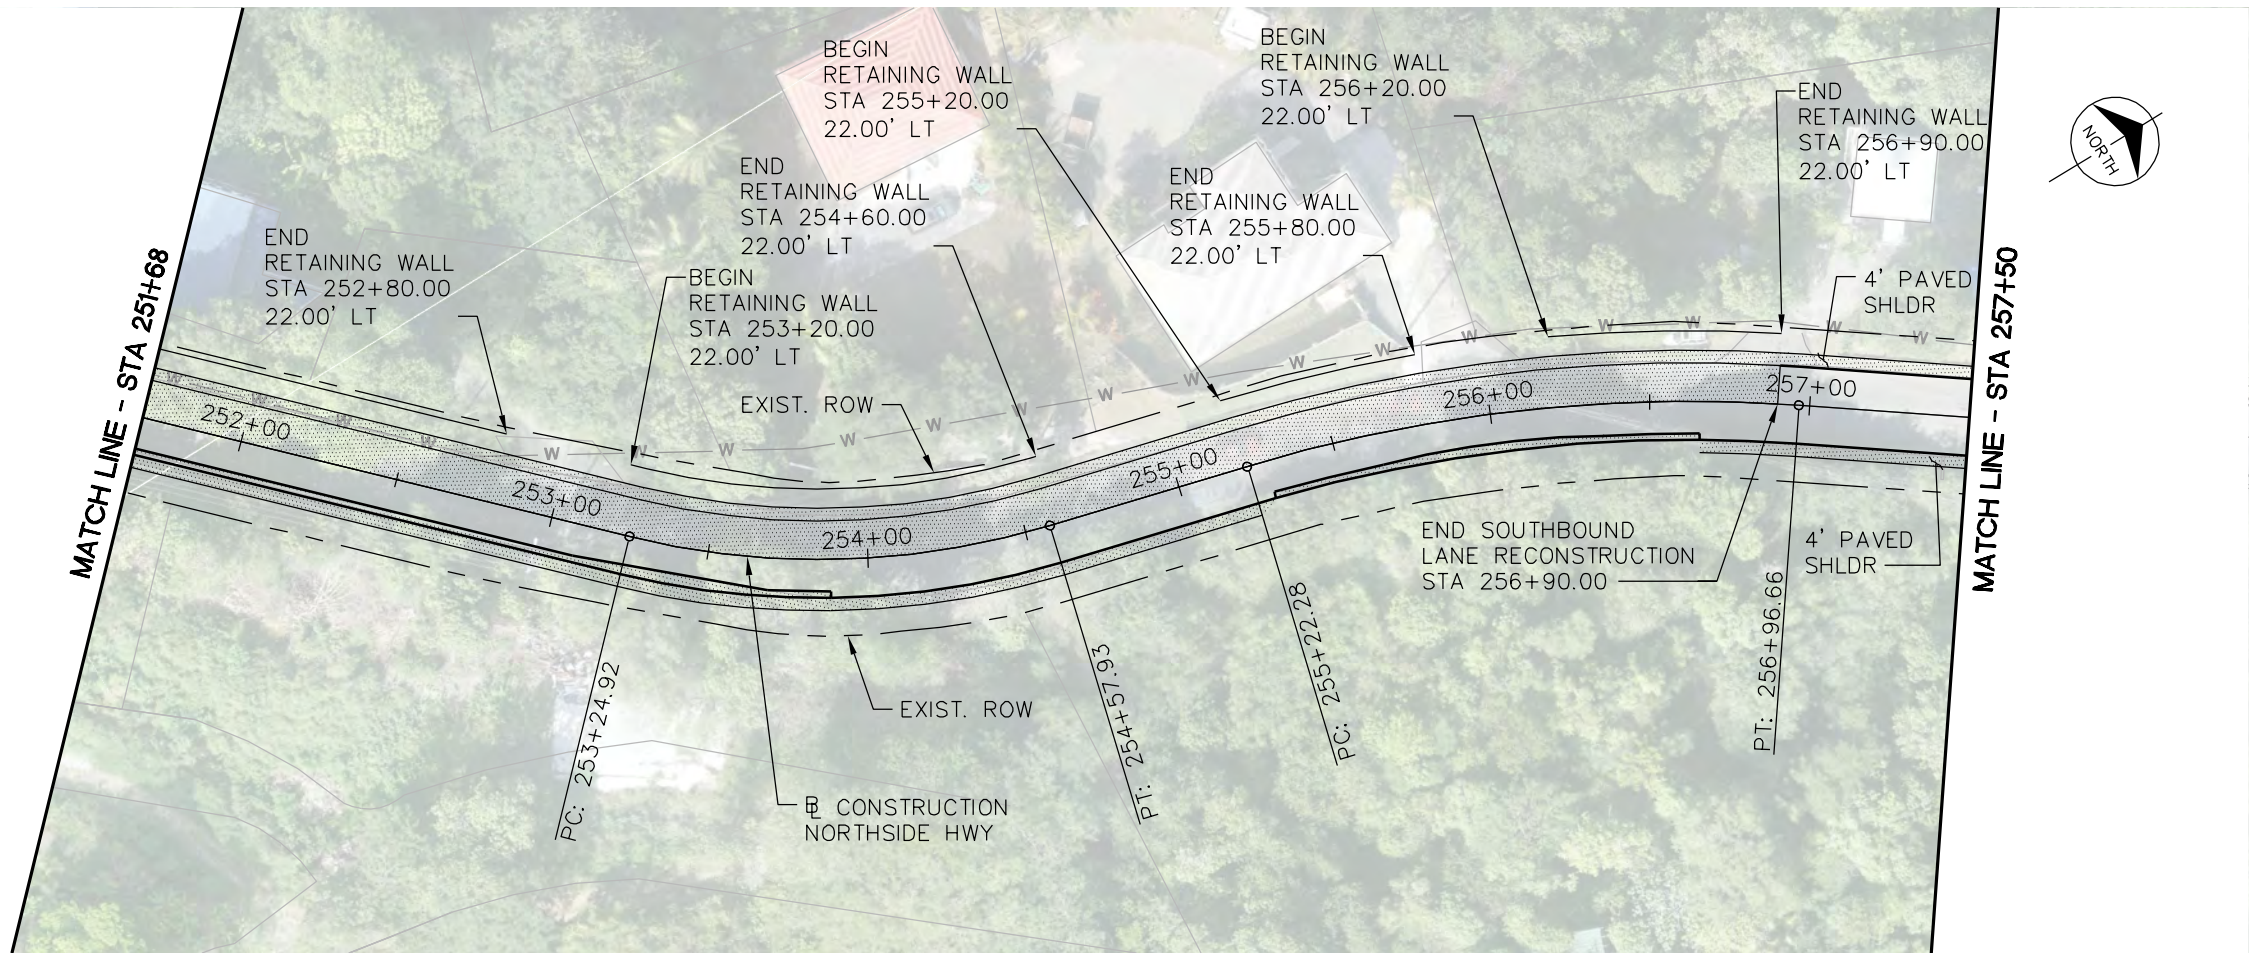 BEGIN
RETAINING WALL
STA 255+20.00
22.00' LT
BEGIN
RETAINING WALL
STA 256+20.00
22.00' LT
END
RETAINING WALL
STA 256+90.00
22.00' LT
NORTH
END
RETAINING WALL
STA 254+60.00
22.00' LT
END
RETAINING WALL
STA 255+80.00
22.00' LT
END
RETAINING WALL
STA 252+80.00
22.00' LT
BEGIN
RETAINING WALL
STA 253+20.00
22.00' LT
4' PAVED
SHLDR
MATCH LINE - STA 251+68
MATCH LINE - STA 257+50
EXIST. ROW
W W W W W W W W W W W W W W W W W W W
252+00
253+00
254+00
255+00
256+00
257+00
END SOUTHBOUND
LANE RECONSTRUCTION
STA 256+90.00
4' PAVED
SHLDR
PC: 253+24.92
PT: 254+57.93
PC: 255+22.28
PT: 256+96.66
EXIST. ROW
BL CONSTRUCTION
NORTHSIDE HWY